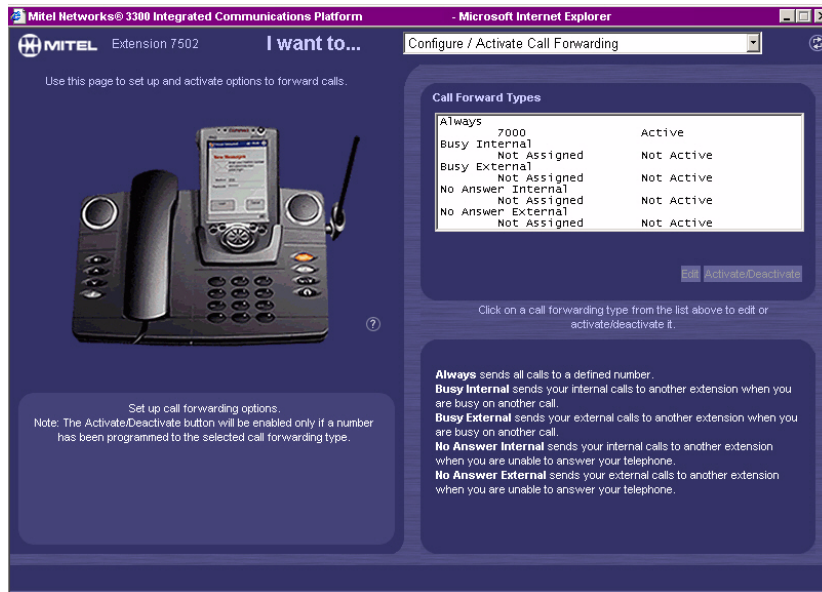 Mitel Networks® 3300 Integrated Communications Platform - Microsoft Internet Explorer
MITEL Extension 7502 I want to... Configure / Activate Call Forwarding
Use this page to set up and activate options to forward calls.
Call Forward Types
Always
7000 Active
Busy Internal
Not Assigned Not Active
Busy External
Not Assigned Not Active
No Answer Internal
Not Assigned Not Active
No Answer External
Not Assigned Not Active
Edit Activate/Deactivate
Click on a call forwarding type from the list above to edit or
activate/deactivate it.
?
Set up call forwarding options.
Note: The Activate/Deactivate button will be enabled only if a number
has been programmed to the selected call forwarding type.
Always sends all calls to a defined number.
Busy Internal sends your internal calls to another extension when you
are busy on another call.
Busy External sends your external calls to another extension when you
are busy on another call.
No Answer Internal sends your internal calls to another extension
when you are unable to answer your telephone.
No Answer External sends your external calls to another extension
when you are unable to answer your telephone.